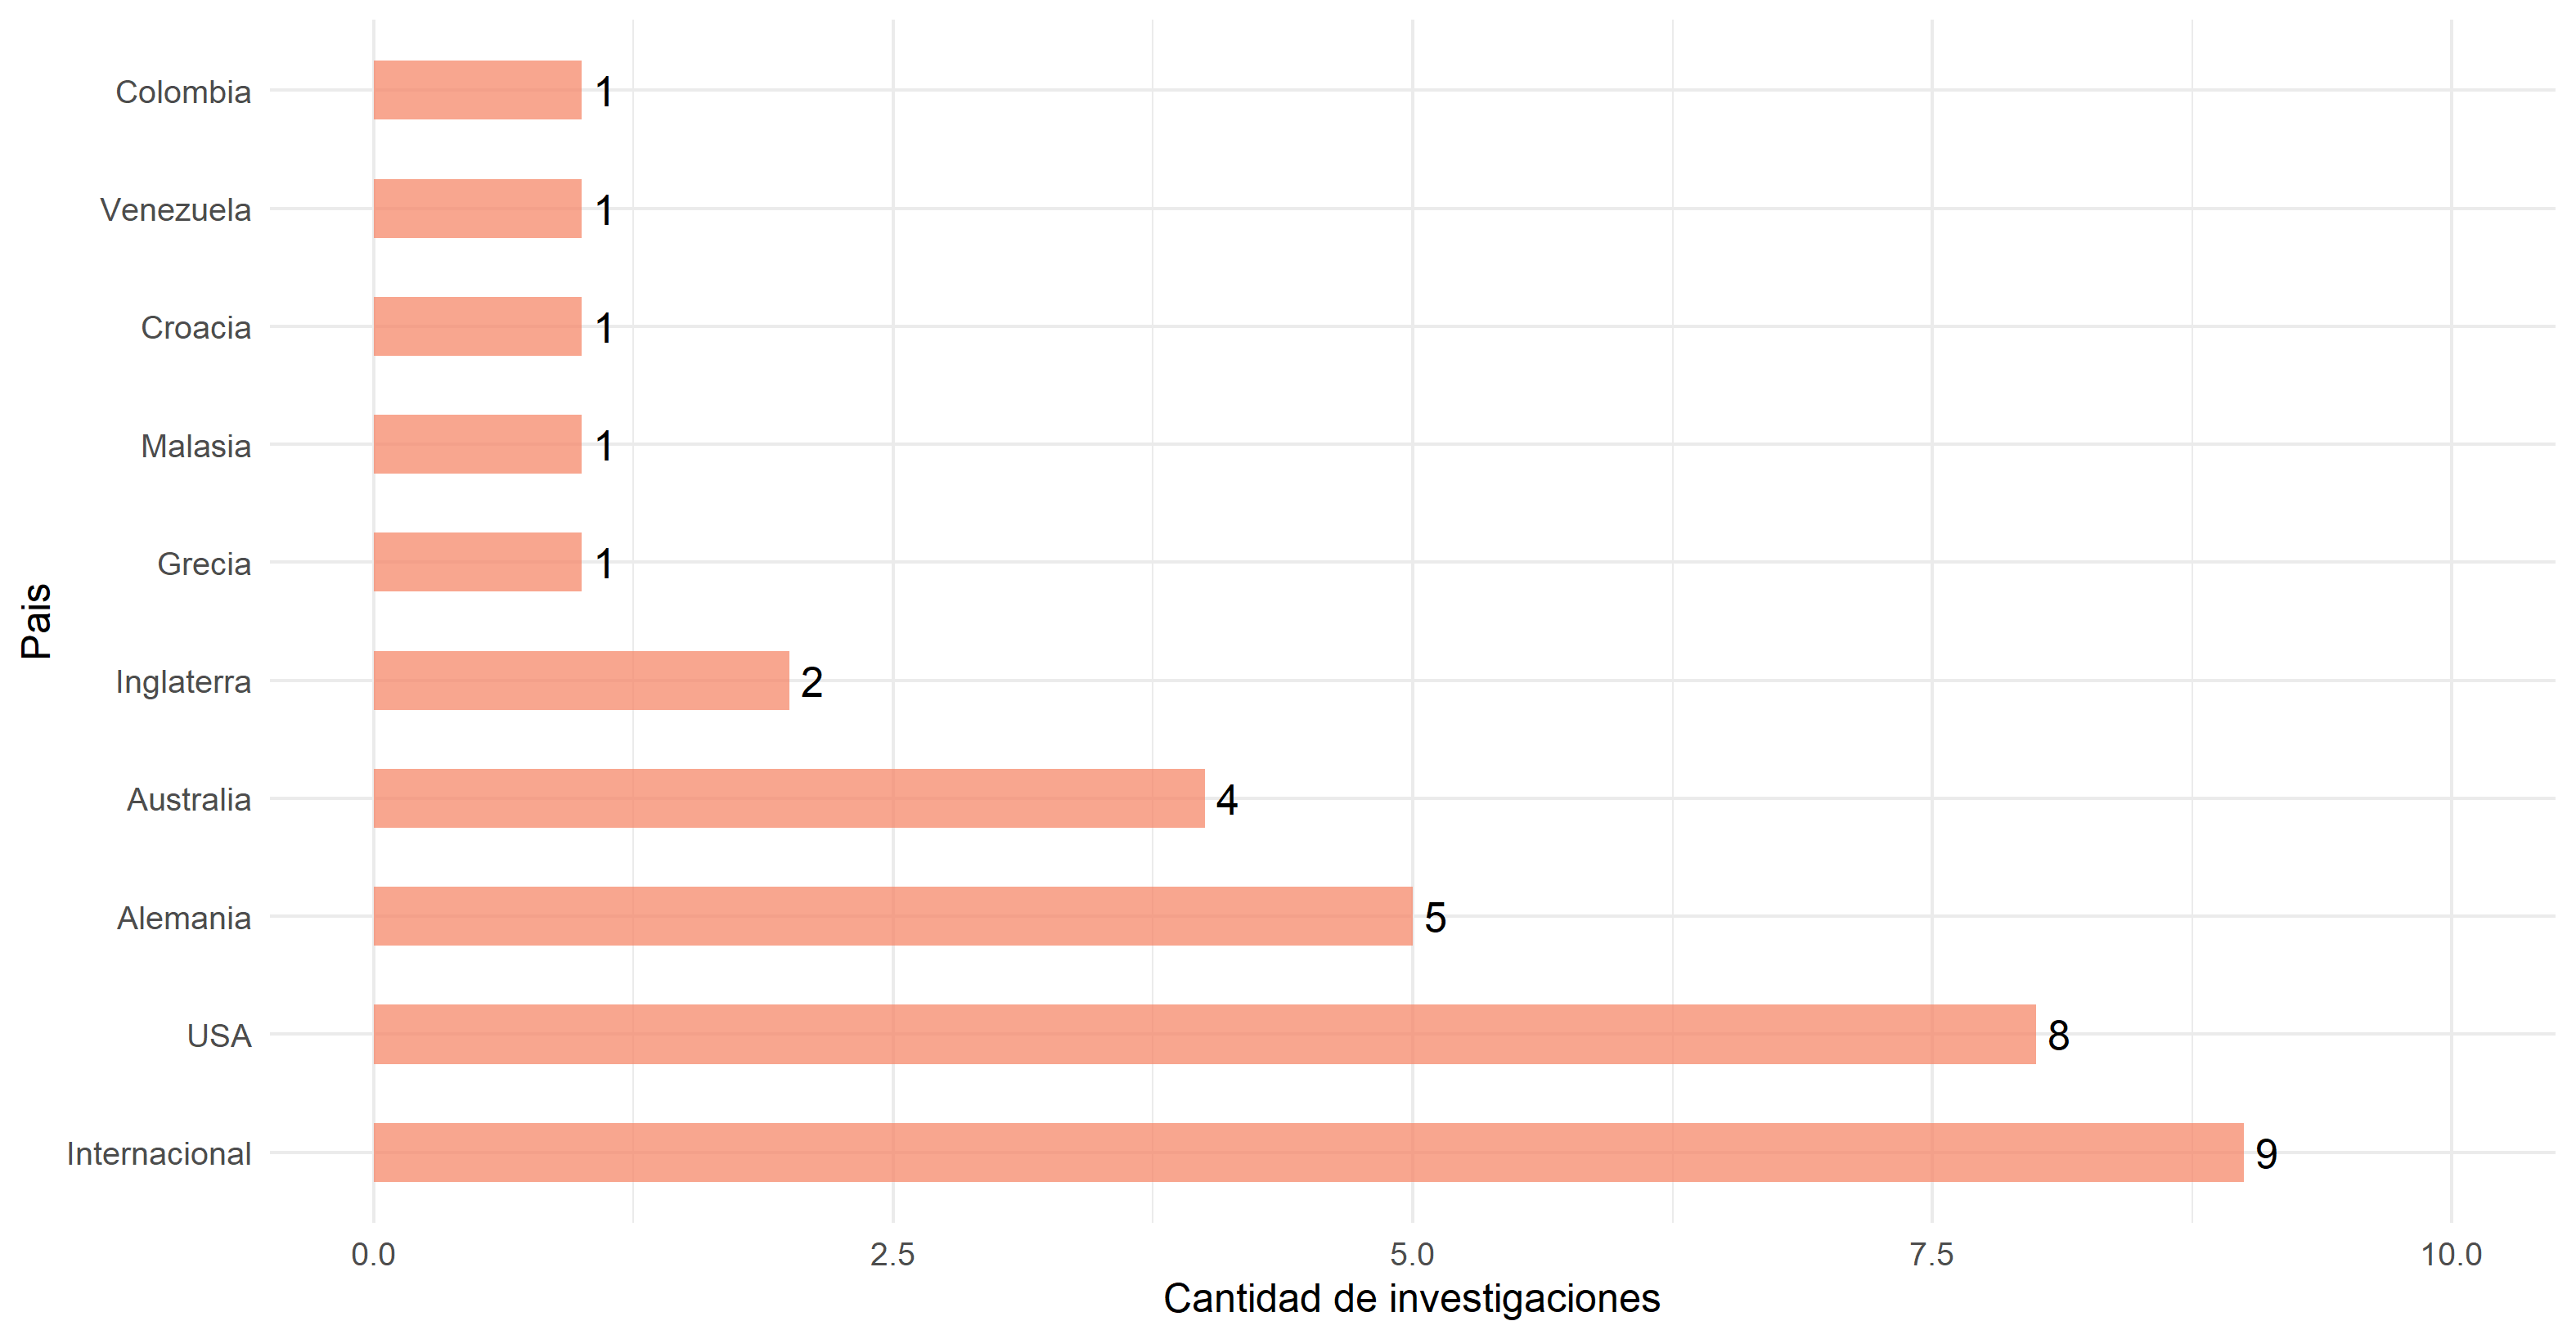 Colombia 1
Venezuela 1
Croacia 1
Malasia 1
Grecia 1
Inglaterra 2
Australia 4
Alemania 5
USA 8
Internacional 9
Pais
0.0 2.5 5.0 7.5 10.0
Cantidad de investigaciones